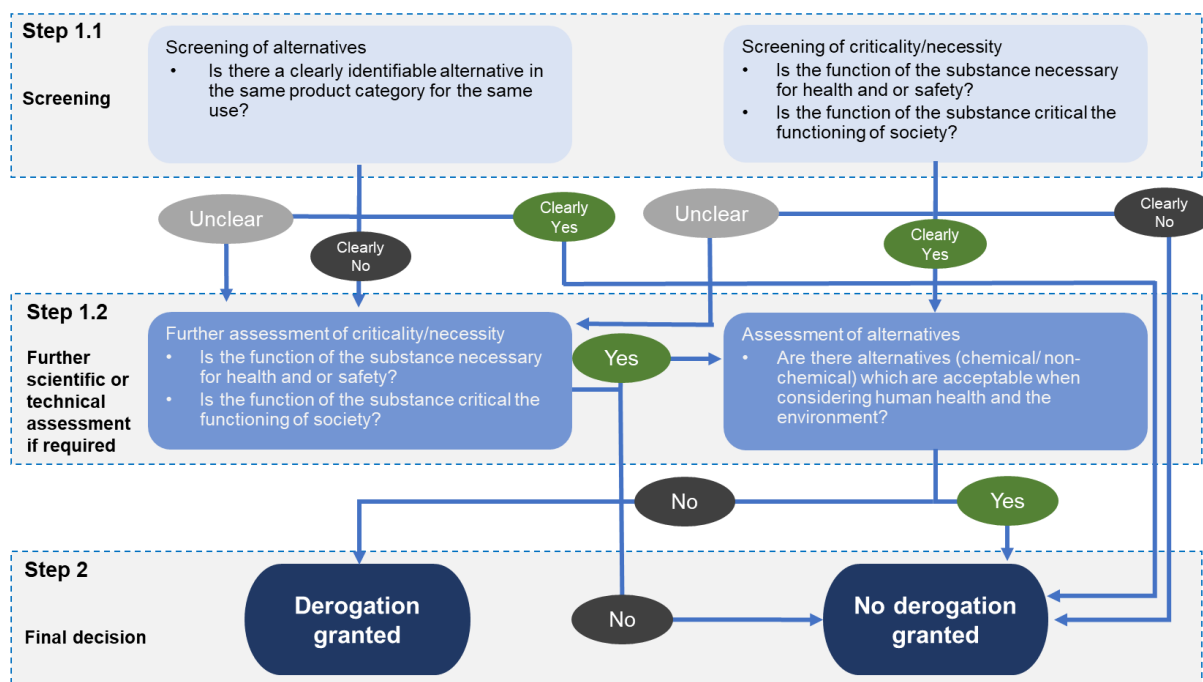 Step 1.1
Screening
Screening of alternatives
• Is there a clearly identifiable alternative in
the same product category for the same
use?
Screening of criticality/necessity
• Is the function of the substance necessary
for health and or safety?
• Is the function of the substance critical the
functioning of society?
Unclear
Clearly
No
Clearly
Yes
Unclear
Clearly
Yes
Clearly
No
Step 1.2
Further
scientific or
technical
assessment
if required
Further assessment of criticality/necessity
• Is the function of the substance necessary
for health and or safety?
• Is the function of the substance critical the
functioning of society?
Yes
Assessment of alternatives
• Are there alternatives (chemical/ non-
chemical) which are acceptable when
considering human health and the
environment?
No
Yes
Step 2
Final decision
Derogation
granted
No
No derogation
granted